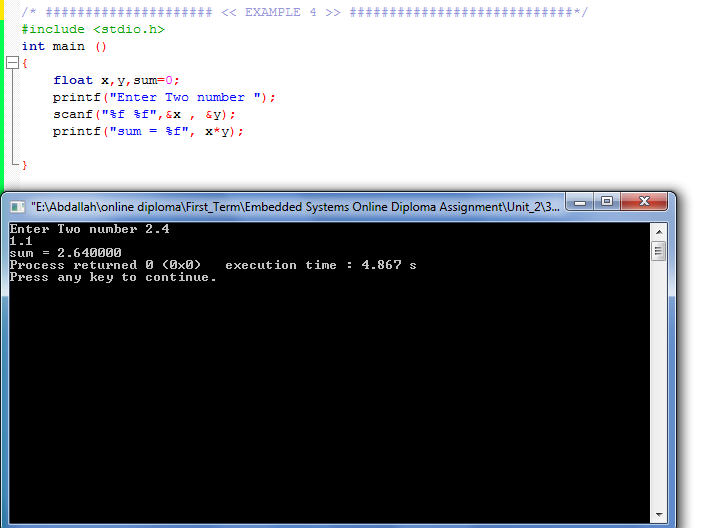 /* ##################### << EXAMPLE 4 >> ############################*/
#include <stdio.h>
int main ()
{
float x,y,sum=0;
printf("Enter Two number ");
scanf("%f %f",&x , &y);
printf("sum = %f", x*y);
}
"E:\Abdallah\online diploma\First_Term\Embedded Systems Online Diploma Assignment\Unit_2\3...
Enter Two number 2.4
1.1
sum = 2.640000
Process returned 0 (0x0)   execution time : 4.867 s
Press any key to continue.